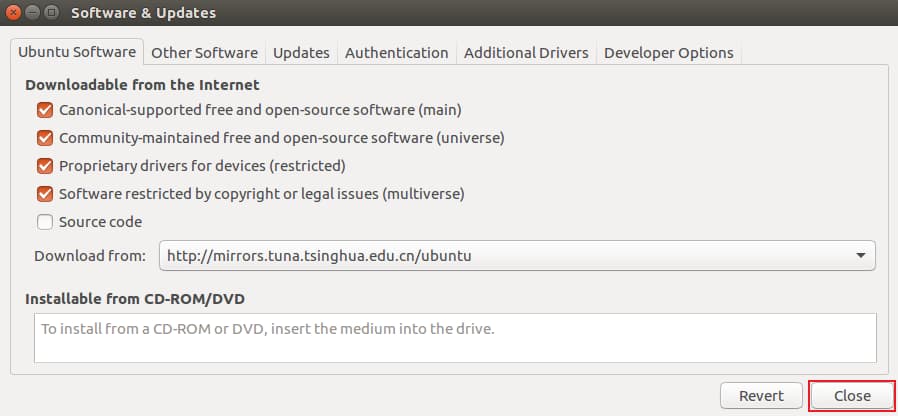 Software & Updates
Ubuntu Software Other Software Updates Authentication Additional Drivers Developer Options
Downloadable from the Internet
Canonical-supported free and open-source software (main)
Community-maintained free and open-source software (universe)
Proprietary drivers for devices (restricted)
Software restricted by copyright or legal issues (multiverse)
Source code
Download from: http://mirrors.tuna.tsinghua.edu.cn/ubuntu
Installable from CD-ROM/DVD
To install from a CD-ROM or DVD, insert the medium into the drive.
Revert Close